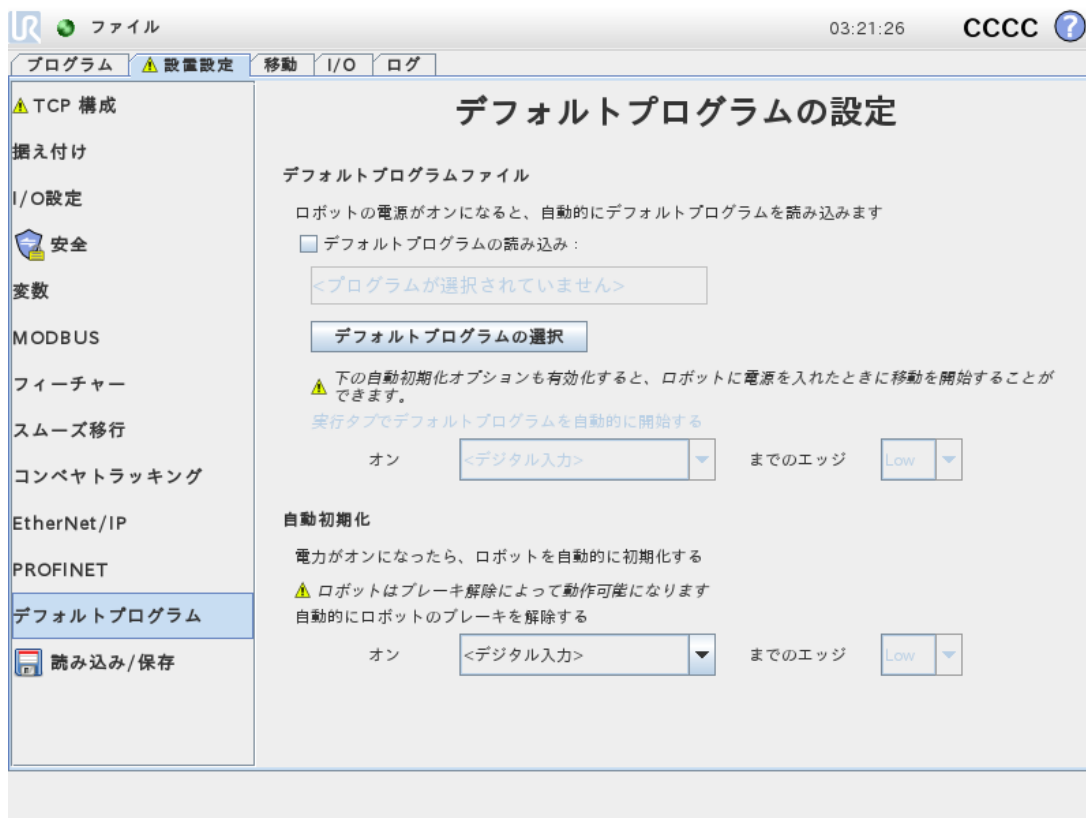 UR ファイル 03:21:26 CCCC ?
プログラム 設置設定 移動 I/O ログ
TCP 構成
据え付け
I/O設定
安全
変数
MODBUS
フィーチャー
スムーズ移行
コンベヤトラッキング
EtherNet/IP
PROFINET
デフォルトプログラム
読み込み/保存
デフォルトプログラムの設定
デフォルトプログラムファイル
ロボットの電源がオンになると、自動的にデフォルトプログラムを読み込みます
デフォルトプログラムの読み込み :
<プログラムが選択されていません>
デフォルトプログラムの選択
下の自動初期化オプションも有効化すると、ロボットに電源を入れたときに移動を開始することが
できます。
実行タブでデフォルトプログラムを自動的に開始する
オン <デジタル入力> までのエッジ Low
自動初期化
電力がオンになったら、ロボットを自動的に初期化する
ロボットはブレーキ解除によって動作可能になります
自動的にロボットのブレーキを解除する
オン <デジタル入力> までのエッジ Low